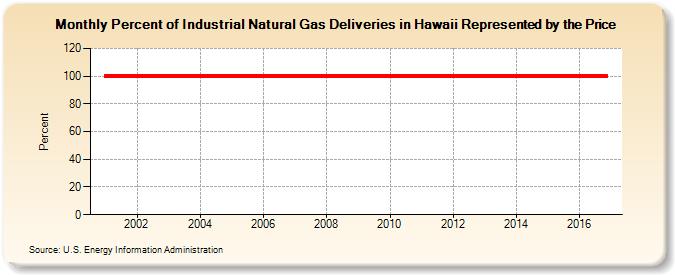 Monthly Percent of Industrial Natural Gas Deliveries in Hawaii Represented by the Price
120
100
80
60
40
20
0
Percent
2002 2004 2006 2008 2010 2012 2014 2016
Source: U.S. Energy Information Administration